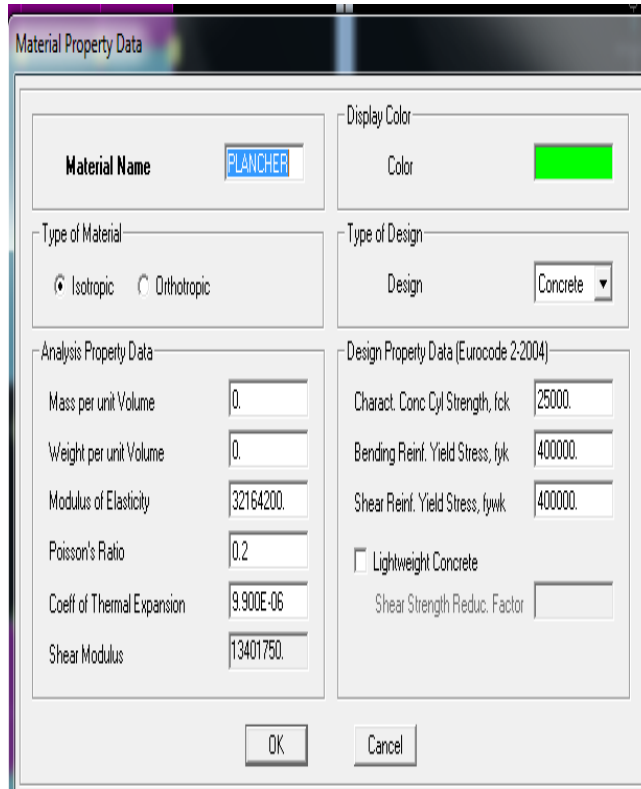 Material Property Data
Display Color
Material Name PLANCHER
Color
Type of Material
Isotropic Orthotropic
Type of Design
Design Concrete
Analysis Property Data
Mass per unit Volume 0.
Weight per unit Volume 0.
Modulus of Elasticity 32164200.
Poisson's Ratio 0.2
Coeff of Thermal Expansion 9.900E-06
Shear Modulus 13401750.
Design Property Data (Eurocode 2-2004)
Charact. Conc Cyl Strength, fck 25000.
Bending Reinf. Yield Stress, fyk 400000.
Shear Reinf. Yield Stress, fywk 400000.
Lightweight Concrete
Shear Strength Reduc. Factor
OK Cancel